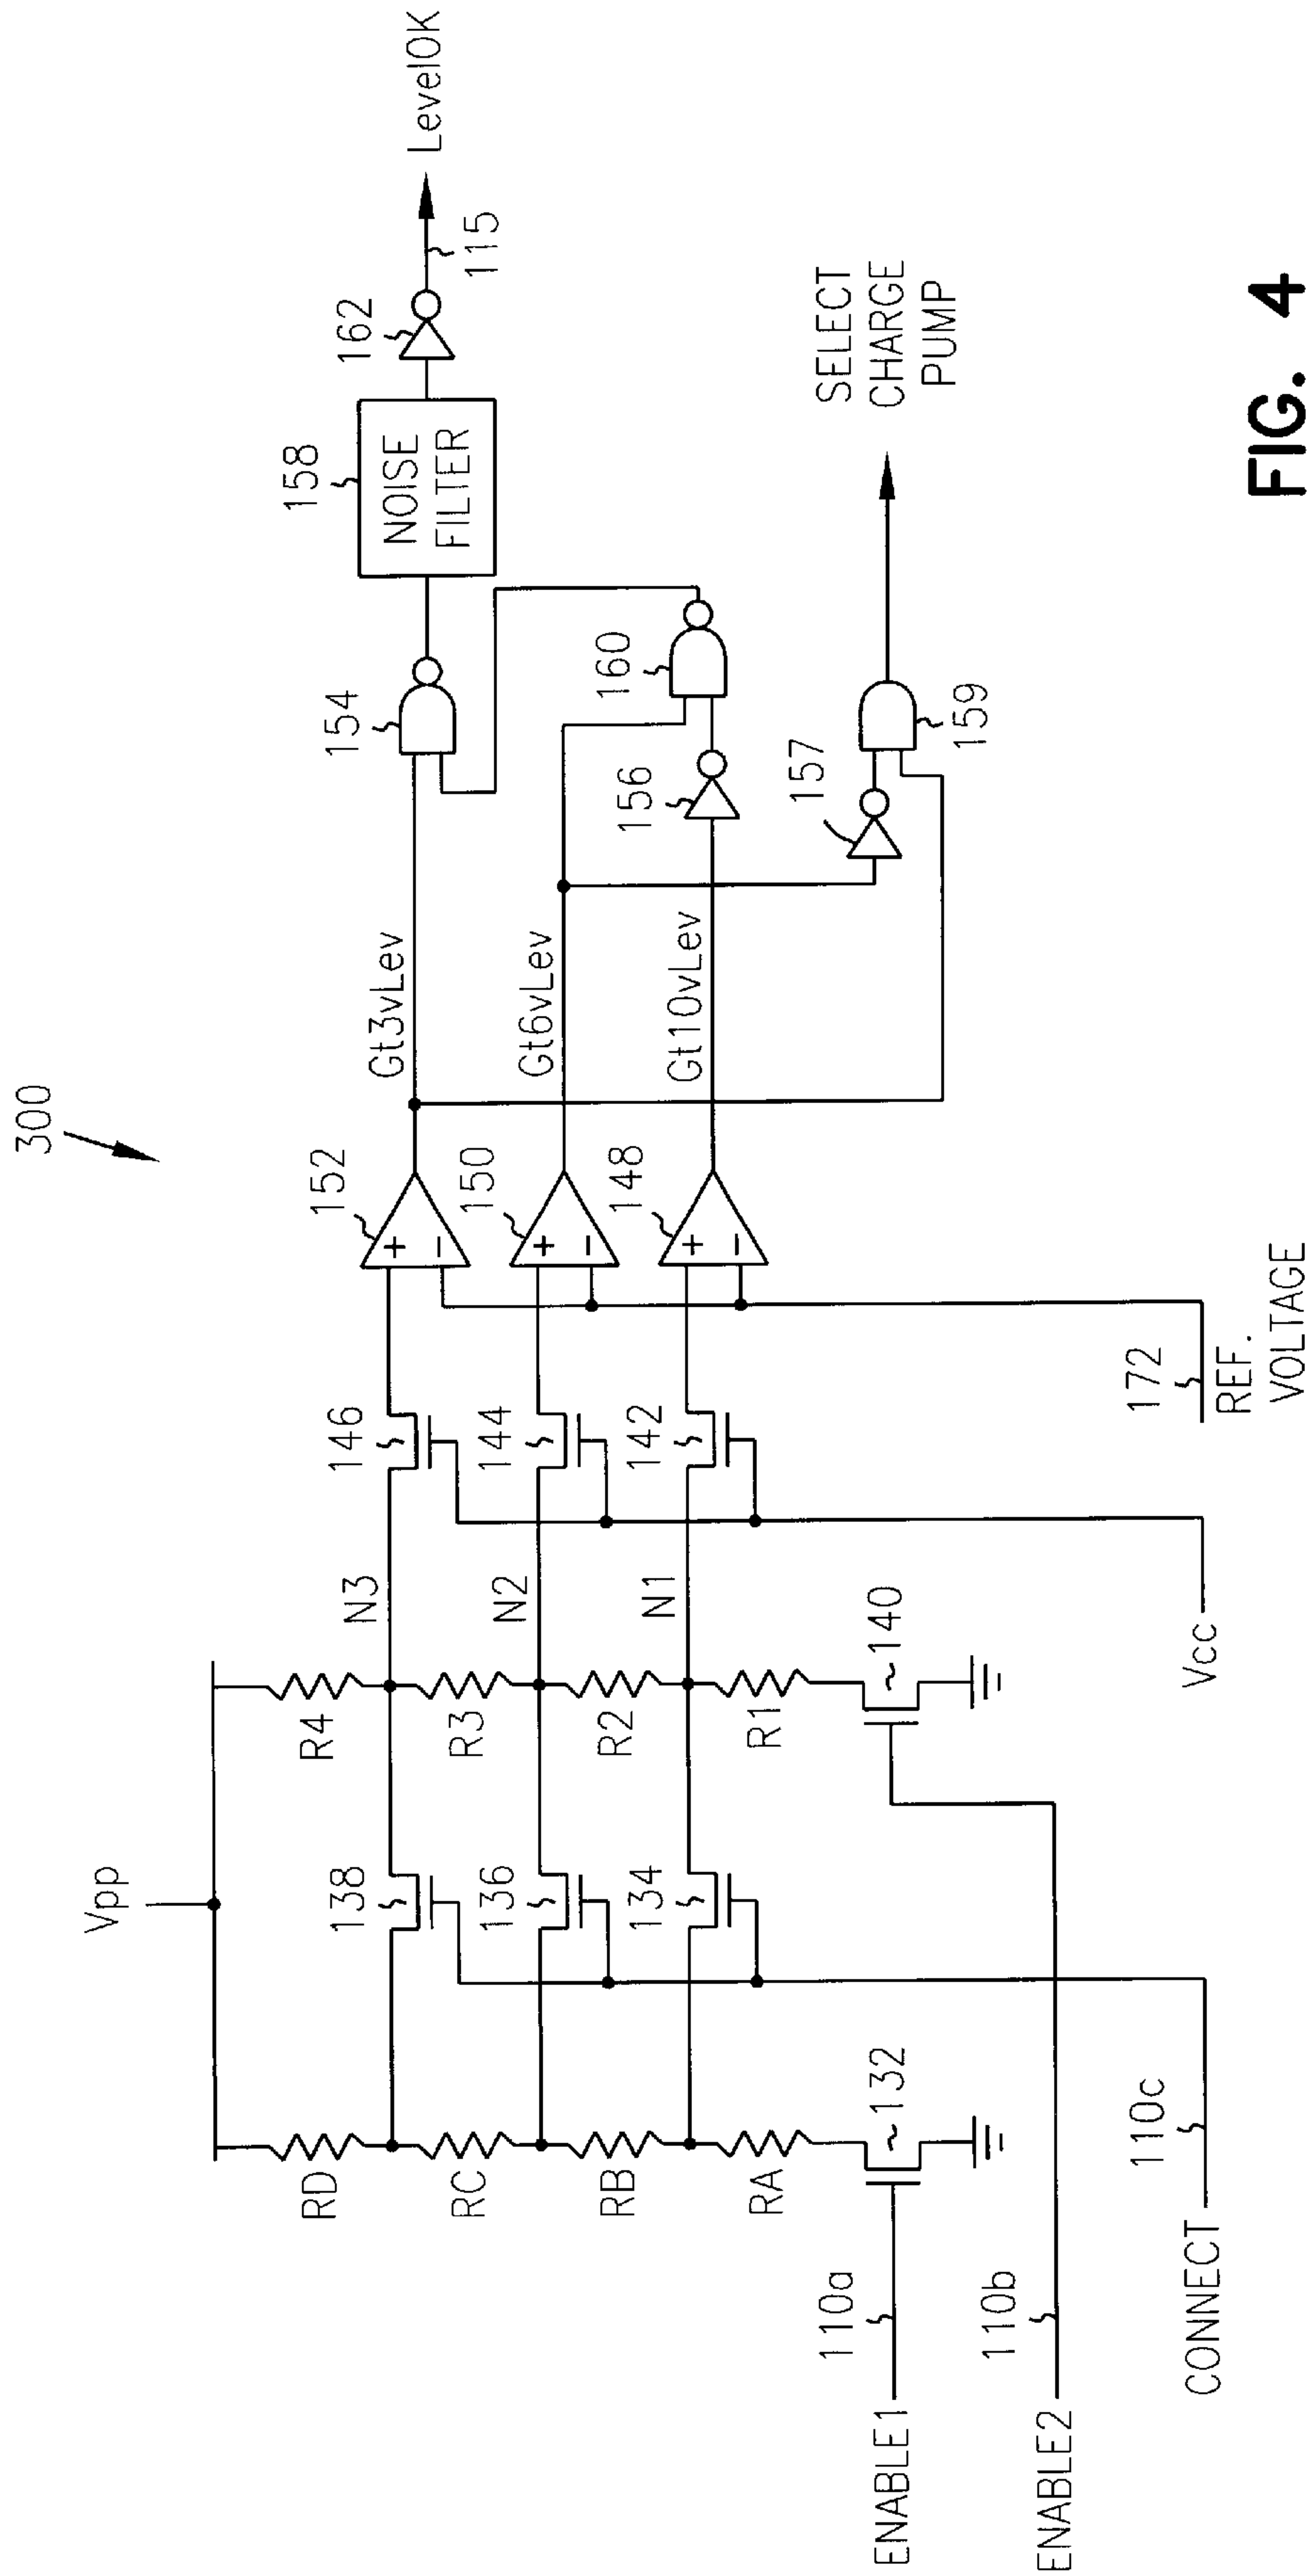 300
Vpp
RD
RC
RB
RA
R4
R3
R2
R1
138
136
134
132
140
N3
N2
N1
146
144
142
152
150
148
+
−
+
−
+
−
Gt3vLev
Gt6vLev
Gt10vLev
154
156
157
160
159
158
NOISE
FILTER
162
115
LevelOK
SELECT
CHARGE
PUMP
ENABLE1
110a
ENABLE2
110b
CONNECT
110c
Vcc
172
REF.
VOLTAGE
FIG. 4